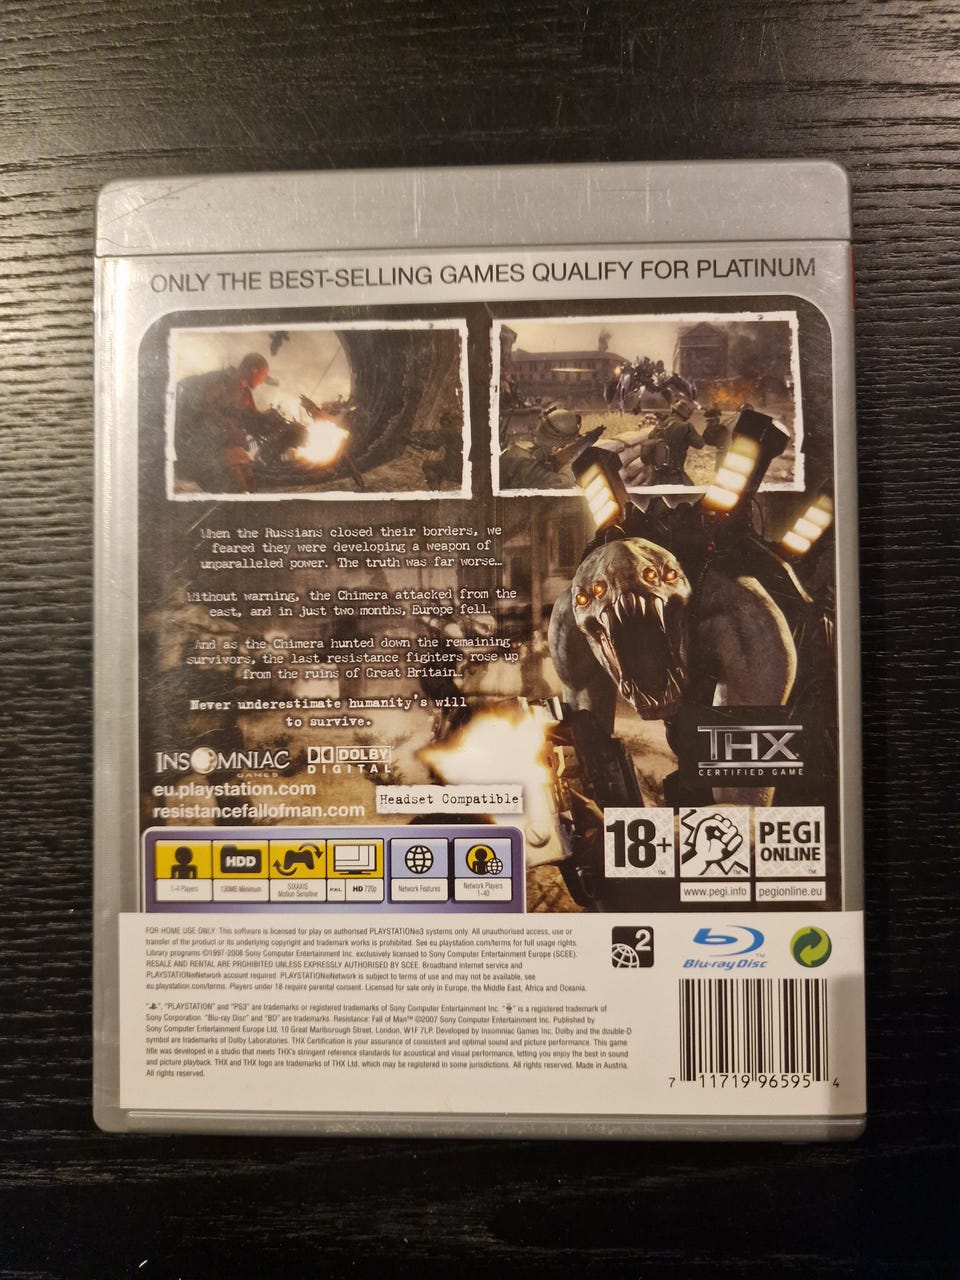 ONLY THE BEST-SELLING GAMES QUALIFY FOR PLATINUM
When the Russians closed their borders, we
feared they were developing a weapon of
unparalleled power. The truth was far worse…
Without warning, the Chimera attacked from the
east, and in just two months, Europe fell.
And as the Chimera hunted down the remaining
survivors, the last resistance fighters rose up
from the ruins of Great Britain…
Never underestimate humanity's will
to survive.
INSOMNIAC
GAMES
DOLBY
DIGITAL
THX
CERTIFIED GAME
eu.playstation.com
resistancefallofman.com
Headset Compatible
18+
PEGI
ONLINE
TM
TM
www.pegi.info
pegionline.eu
HDD
1-4 Players
130MB Minimum
SIXAXIS
Motion Sensitive
PAL
HD 720p
Network Features
Network Players
1-40
FOR HOME USE ONLY: This software is licensed for play on authorised PLAYSTATION®3 systems only. All unauthorised access, use or
transfer of the product or its underlying copyright and trademark works is prohibited. See eu.playstation.com/terms for full usage rights.
Library programs ©1997-2008 Sony Computer Entertainment Inc. exclusively licensed to Sony Computer Entertainment Europe (SCEE).
RESALE AND RENTAL ARE PROHIBITED UNLESS EXPRESSLY AUTHORISED BY SCEE. Broadband internet service and
PLAYSTATION®Network account required. PLAYSTATION®Network is subject to terms of use and may not be available, see
eu.playstation.com/terms. Players under 18 require parental consent. Licensed for sale only in Europe, the Middle East, Africa and Oceania.
", "PLAYSTATION" and "PS3" are trademarks or registered trademarks of Sony Computer Entertainment Inc. " " is a registered trademark of
Sony Corporation. "Blu-ray Disc" and "BD" are trademarks. Resistance: Fall of Man™ ©2007 Sony Computer Entertainment Inc. Published by
Sony Computer Entertainment Europe Ltd, 10 Great Marlborough Street, London, W1F 7LP. Developed by Insomniac Games Inc. Dolby and the double-D
symbol are trademarks of Dolby Laboratories. THX Certification is your assurance of consistent and optimal sound and picture performance. This game
title was developed in a studio that meets THX's stringent reference standards for acoustical and visual performance, letting you enjoy the best in sound
and picture playback. THX and THX logo are trademarks of THX Ltd. which may be registered in some jurisdictions. All rights reserved. Made in Austria.
All rights reserved.
2
Blu-ray Disc
7 11719 96595 4